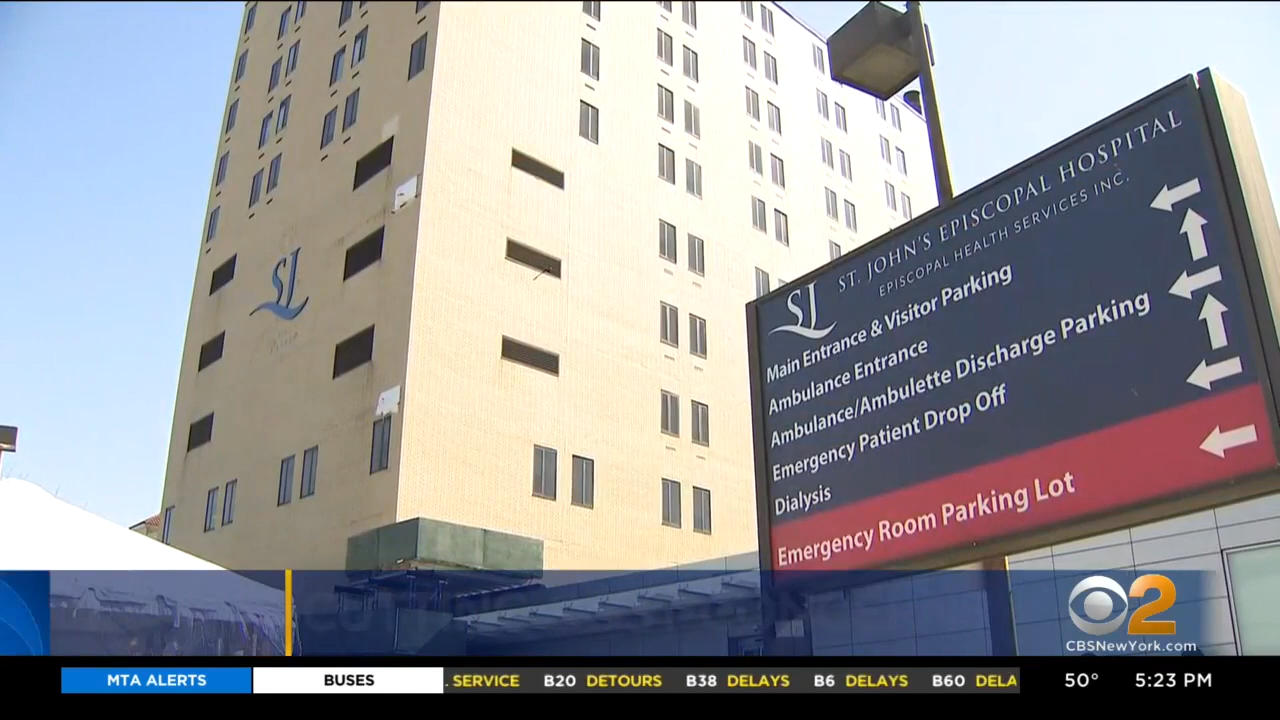 SJ
SJ
ST. JOHN'S EPISCOPAL HOSPITAL
EPISCOPAL HEALTH SERVICES INC.
Main Entrance & Visitor Parking
Ambulance Entrance
Ambulance/Ambulette Discharge Parking
Emergency Patient Drop Off
Dialysis
Emergency Room Parking Lot
2
CBSNewYork.com
MTA ALERTS
BUSES
. SERVICE B20 DETOURS B38 DELAYS B6 DELAYS B60 DELA
50° 5:23 PM